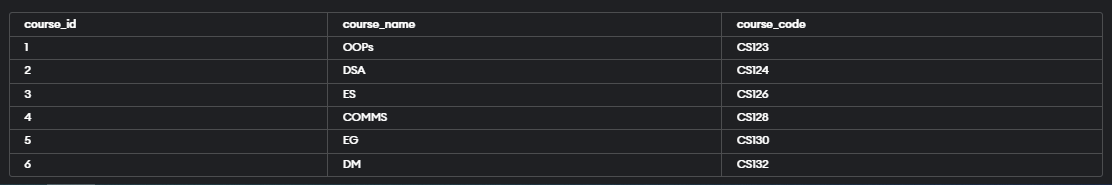 course_id course_name course_code
1 OOPs CS123
2 DSA CS124
3 ES CS126
4 COMMS CS128
5 EG CS130
6 DM CS132